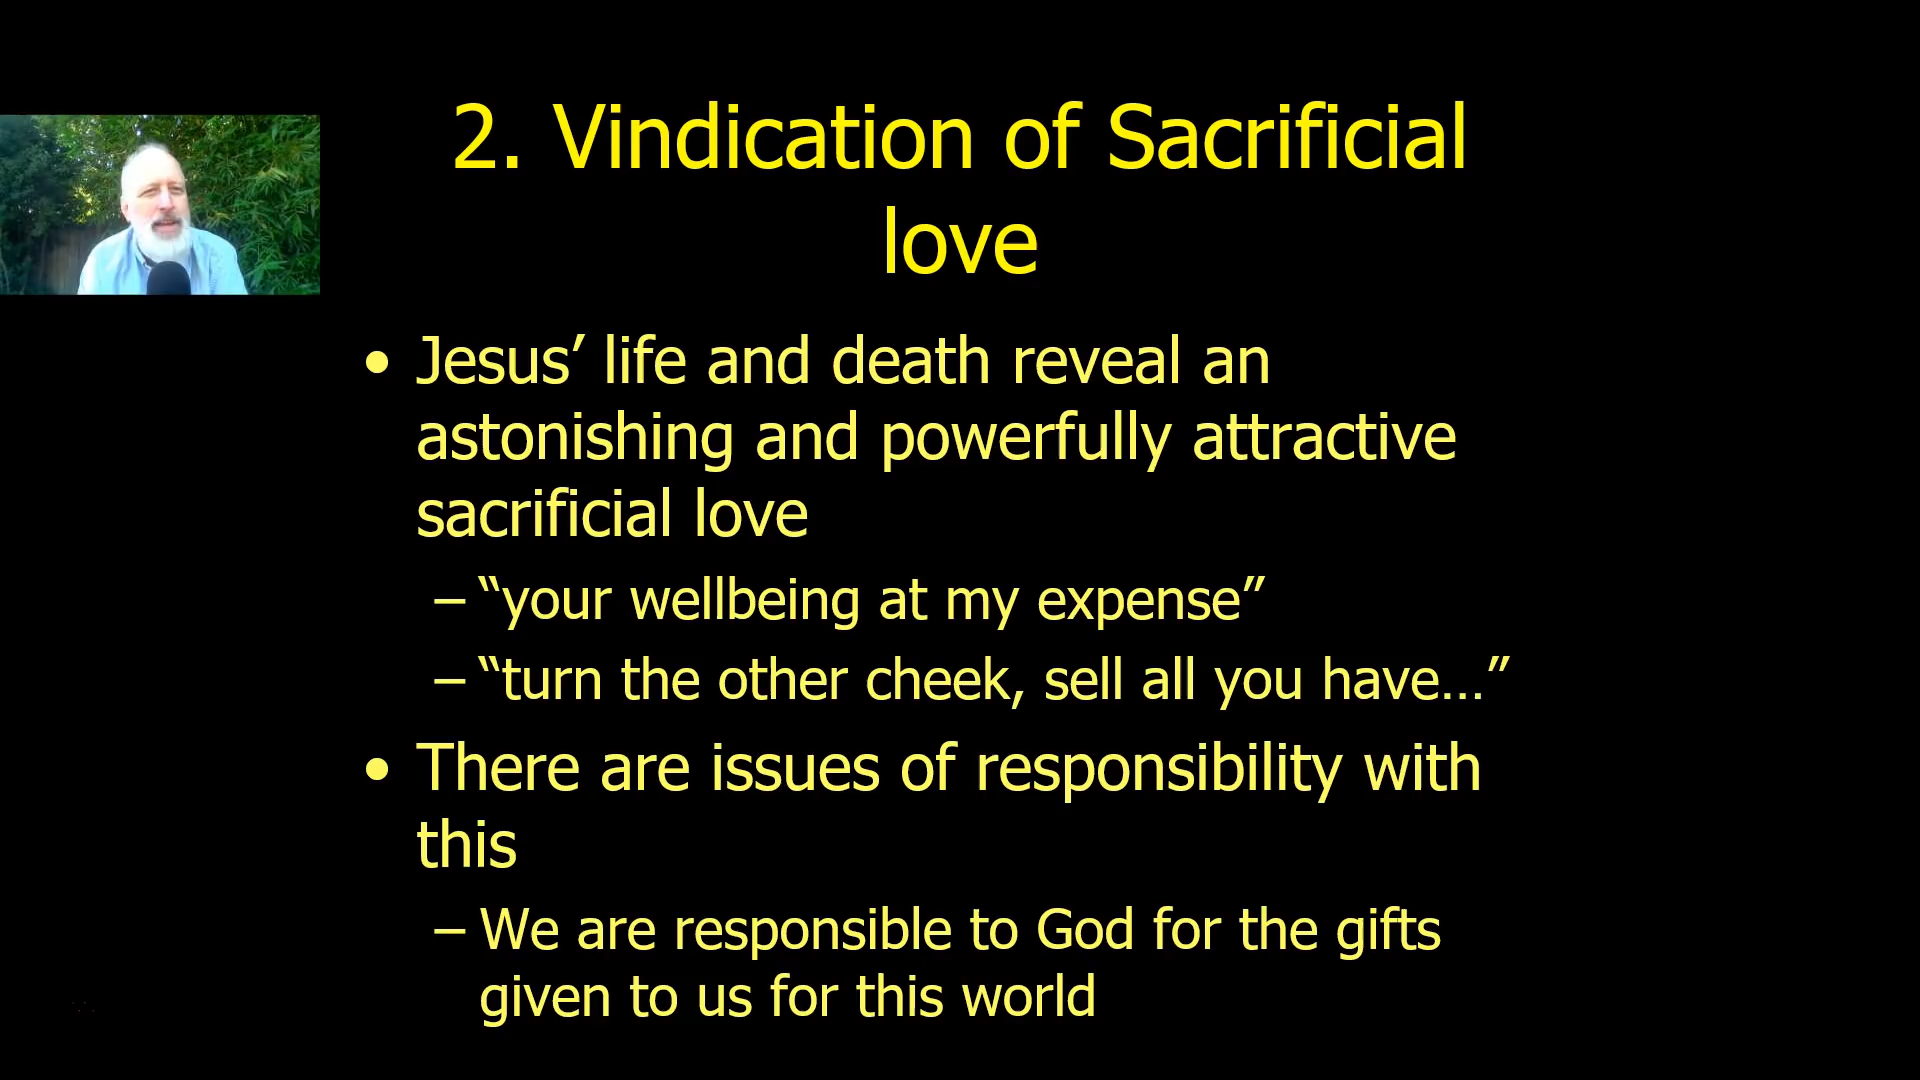 2. Vindication of Sacrificial
love
• Jesus’ life and death reveal an
astonishing and powerfully attractive
sacrificial love
– “your wellbeing at my expense”
– “turn the other cheek, sell all you have…”
• There are issues of responsibility with
this
– We are responsible to God for the gifts
given to us for this world